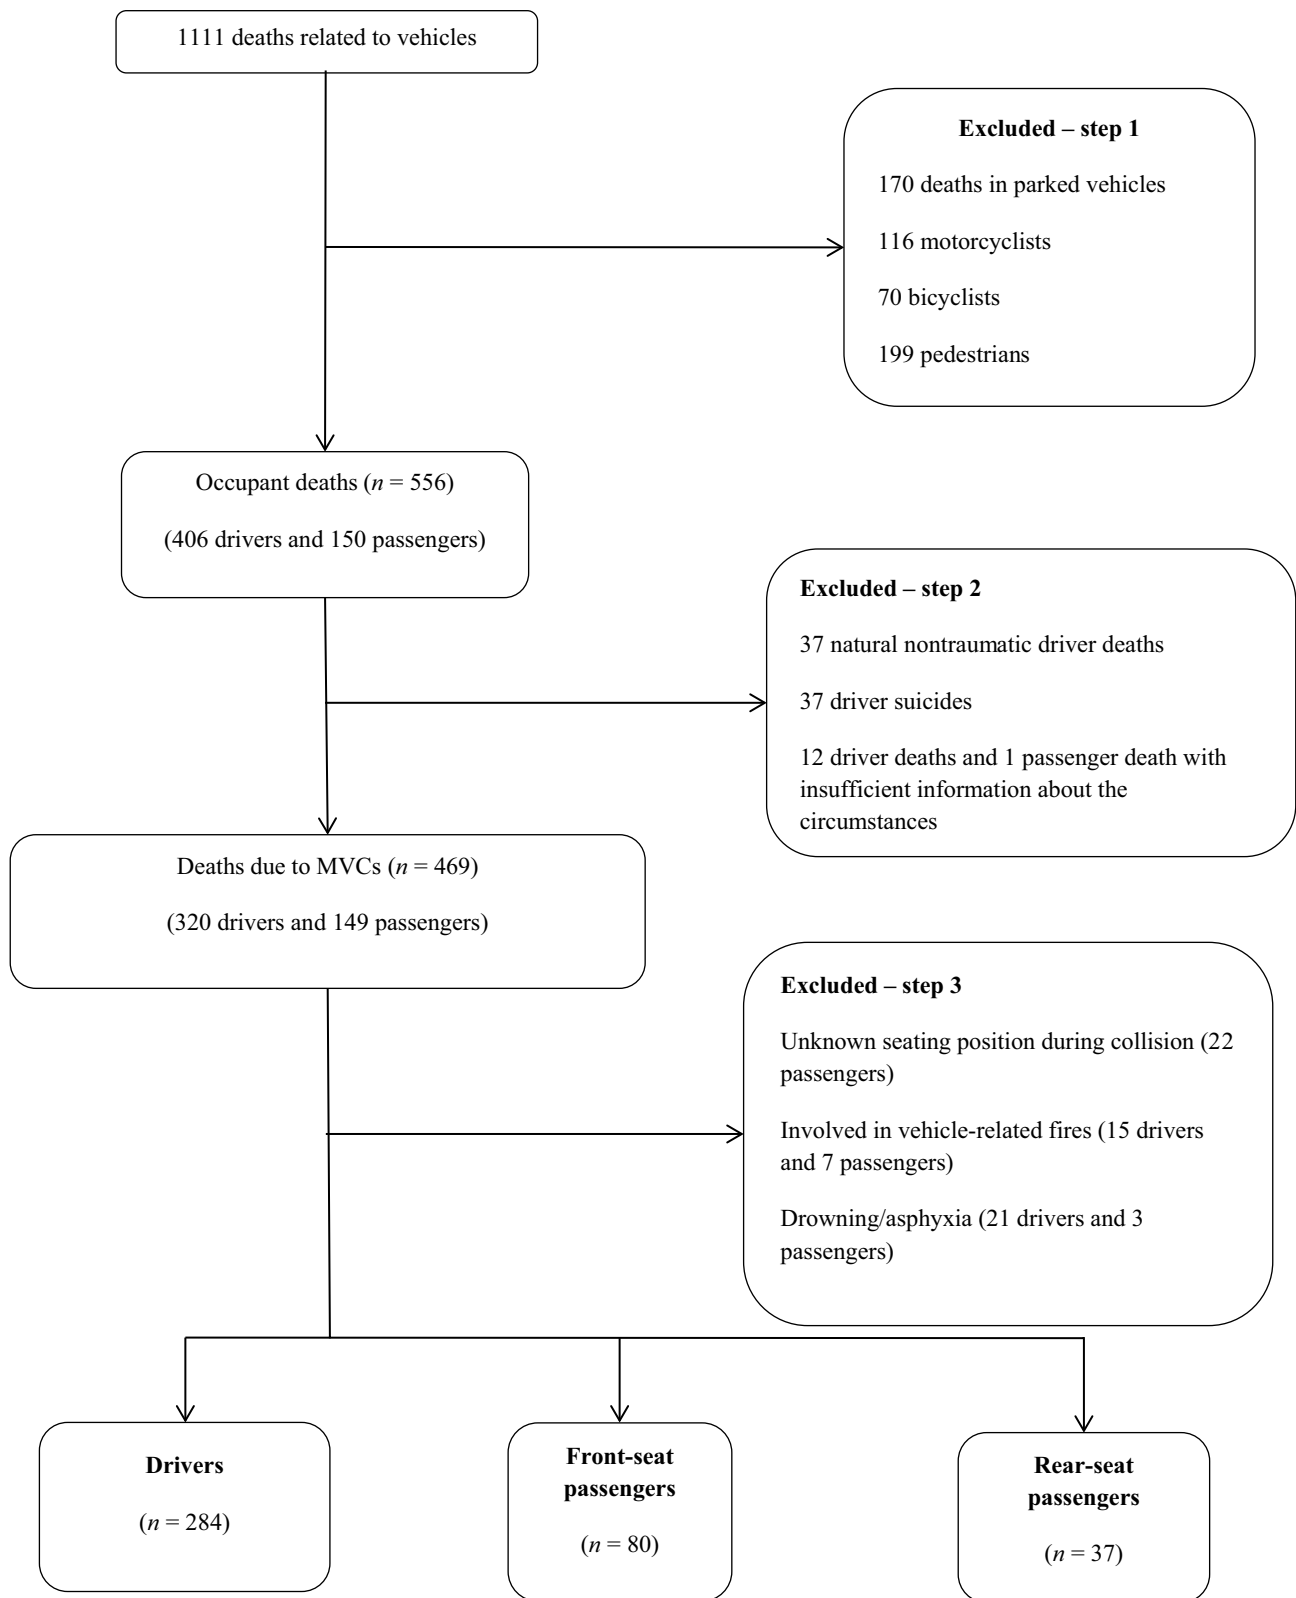 1111 deaths related to vehicles
Excluded – step 1
170 deaths in parked vehicles
116 motorcyclists
70 bicyclists
199 pedestrians
Occupant deaths (n = 556)
(406 drivers and 150 passengers)
Excluded – step 2
37 natural nontraumatic driver deaths
37 driver suicides
12 driver deaths and 1 passenger death with
insufficient information about the
circumstances
Deaths due to MVCs (n = 469)
(320 drivers and 149 passengers)
Excluded – step 3
Unknown seating position during collision (22
passengers)
Involved in vehicle-related fires (15 drivers
and 7 passengers)
Drowning/asphyxia (21 drivers and 3
passengers)
Drivers
(n = 284)
Front-seat
passengers
(n = 80)
Rear-seat
passengers
(n = 37)